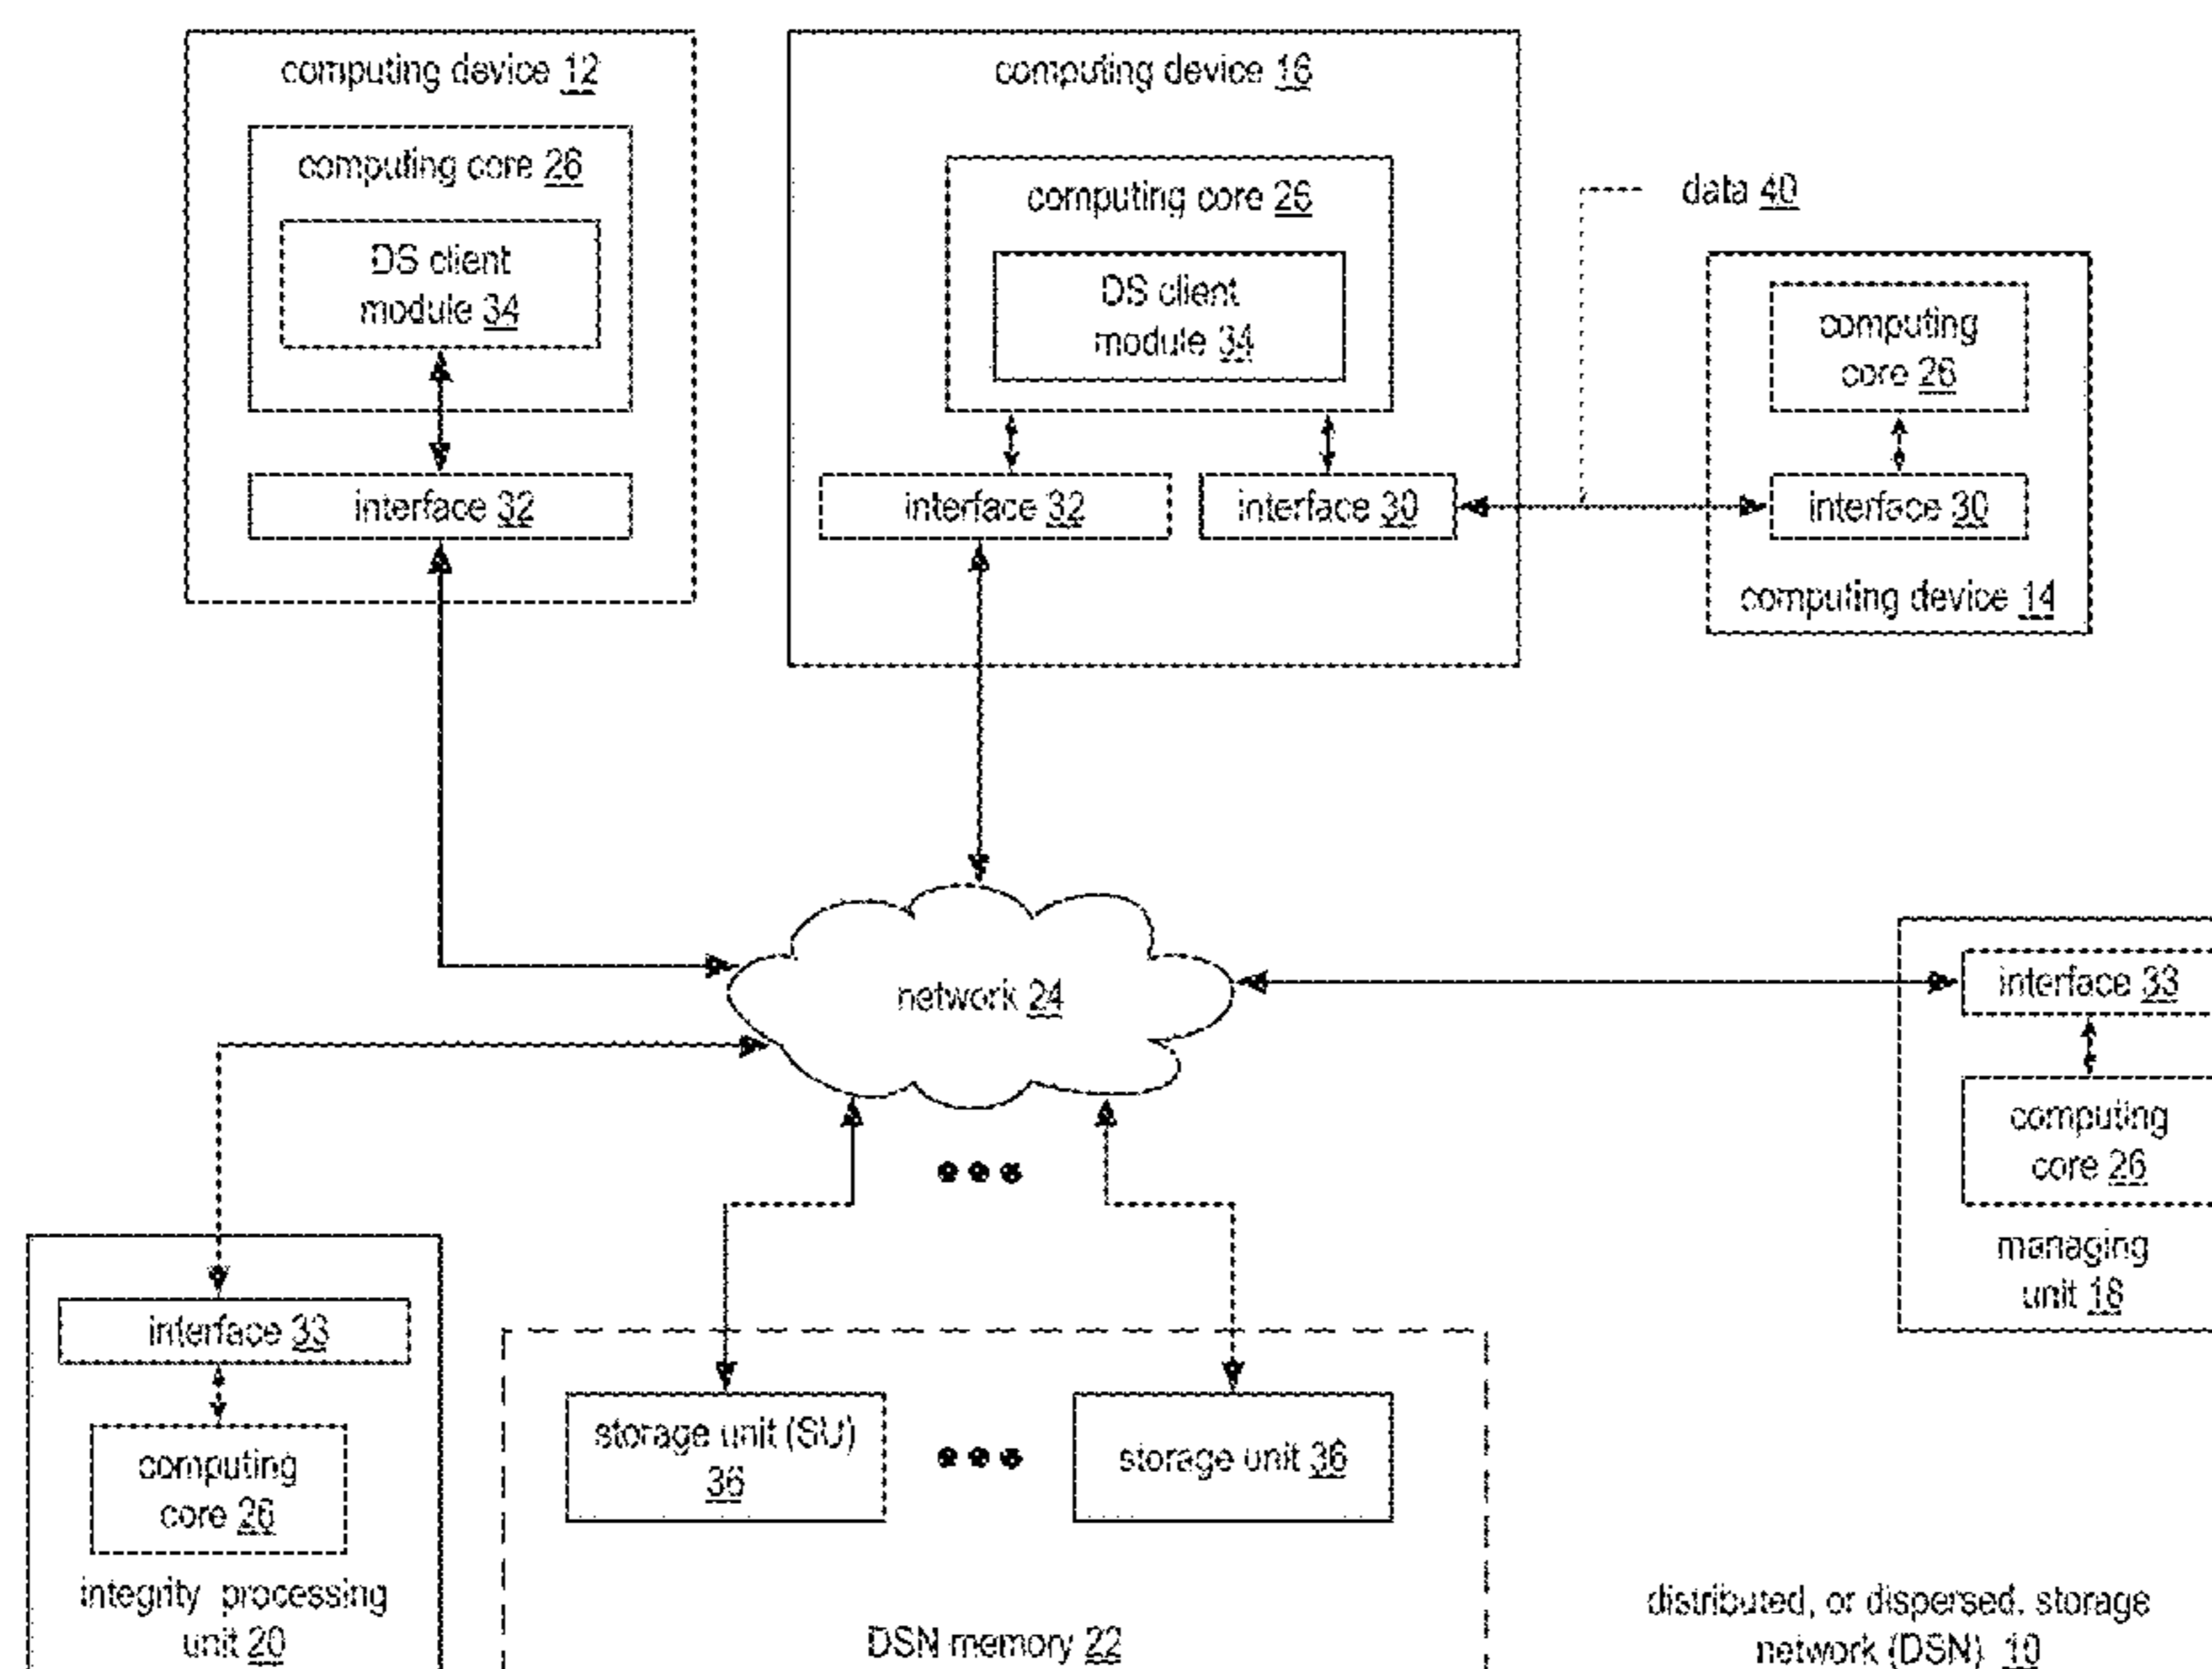 computing device 12
computing core 26
DS client
module 34
interface 32
computing device 16
computing core 26
DS client
module 34
interface 32
interface 30
data 40
computing
core 26
interface 30
computing device 14
network 24
interface 33
computing
core 26
managing
unit 18
interface 33
computing
core 26
integrity processing
unit 20
storage unit (SU)
36
storage unit 36
DSN memory 22
distributed, or dispersed, storage
network (DSN) 10